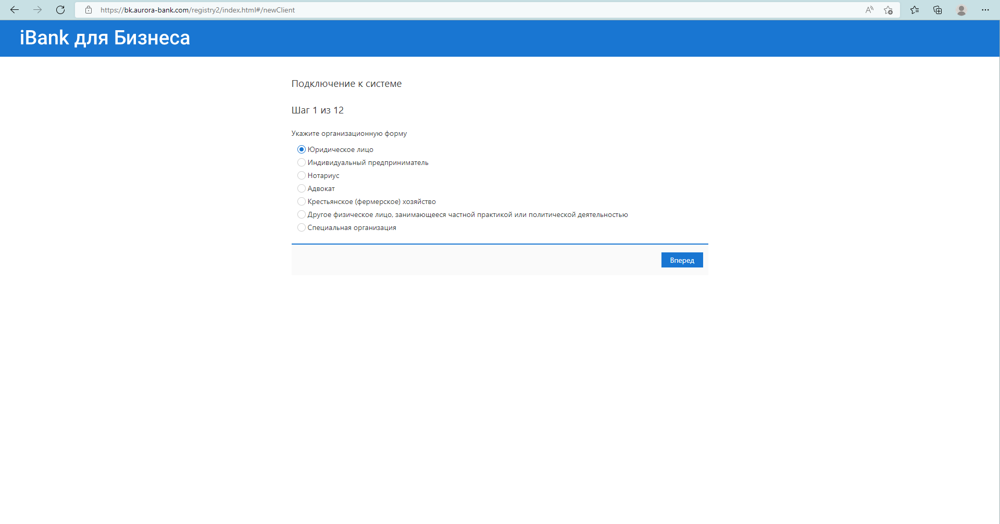 https://bk.aurora-bank.com/registry2/index.html#/newClient
iBank для Бизнеса
Подключение к системе
Шаг 1 из 12
Укажите организационную форму
Юридическое лицо
Индивидуальный предприниматель
Нотариус
Адвокат
Крестьянское (фермерское) хозяйство
Другое физическое лицо, занимающееся частной практикой или политической деятельностью
Специальная организация
Вперед